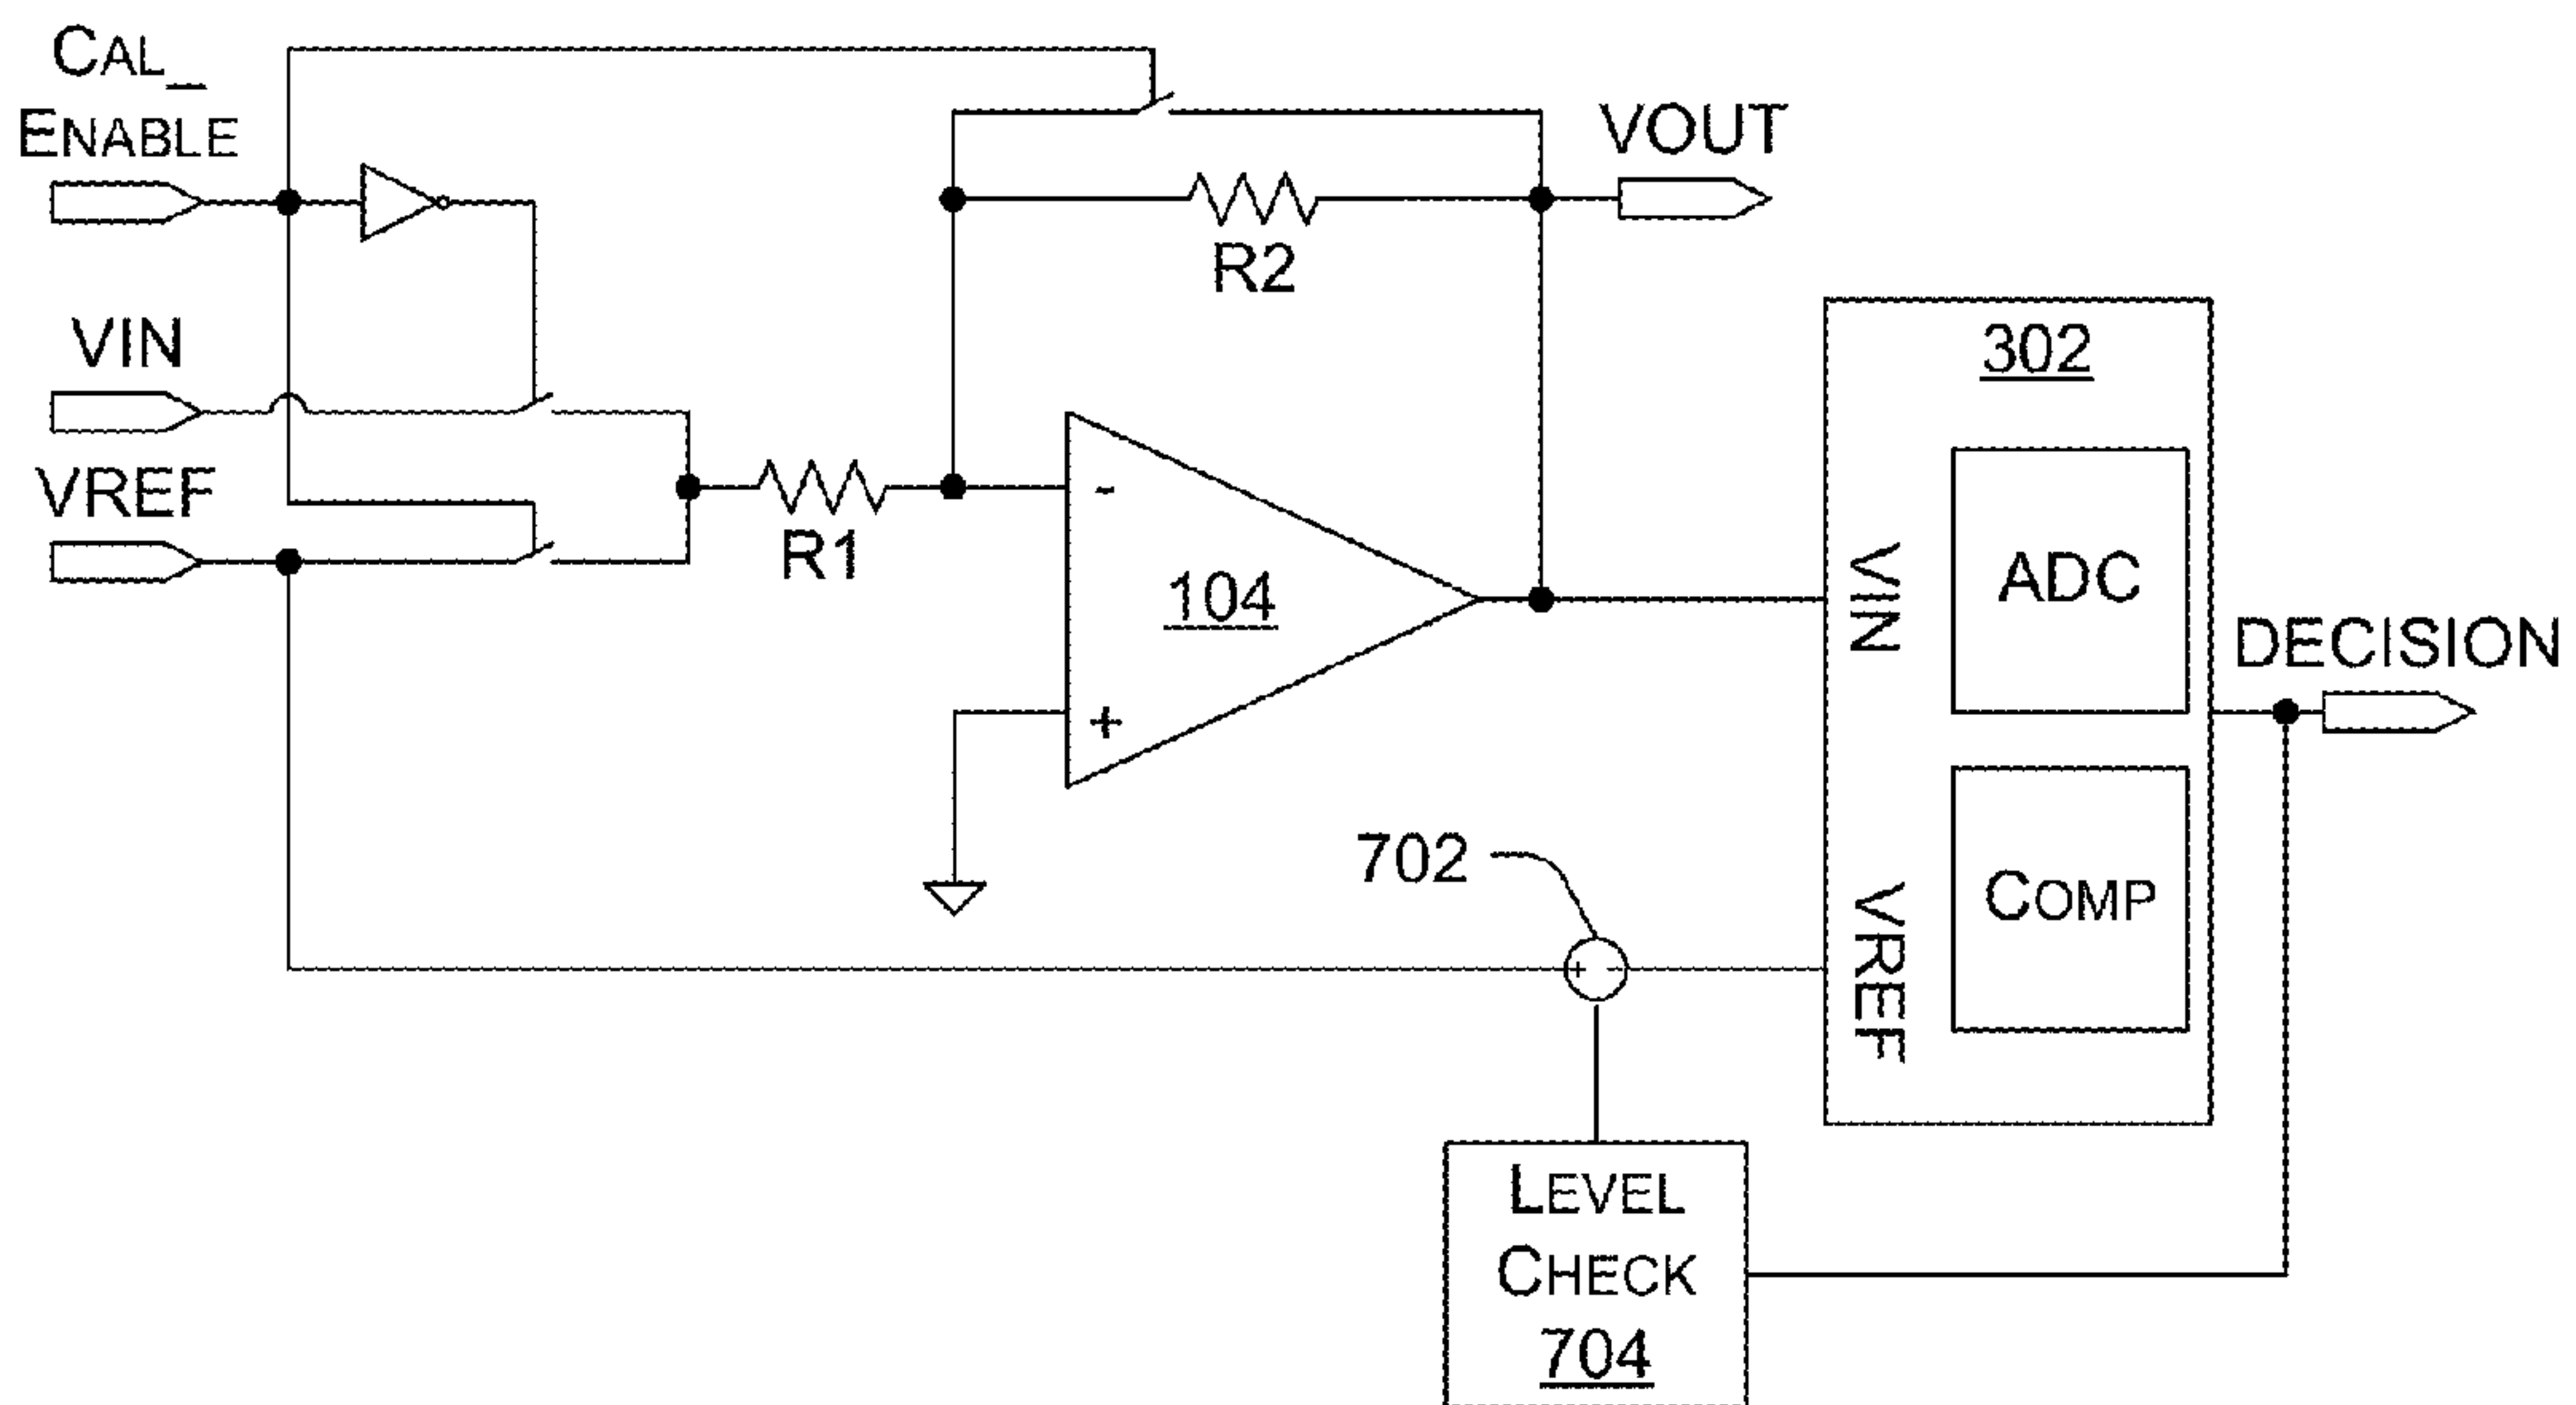 CAL_
ENABLE
VIN
VREF
R1
R2
VOUT
-
104
+
302
VIN
ADC
VREF
COMP
DECISION
702
+ -
LEVEL
CHECK
704